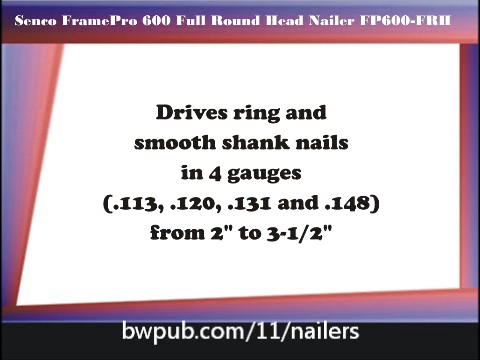 Senco FramePro 600 Full Round Head Nailer FP600-FRH
Drives ring and
smooth shank nails
in 4 gauges
(.113, .120, .131 and .148)
from 2" to 3-1/2"
bwpub.com/11/nailers